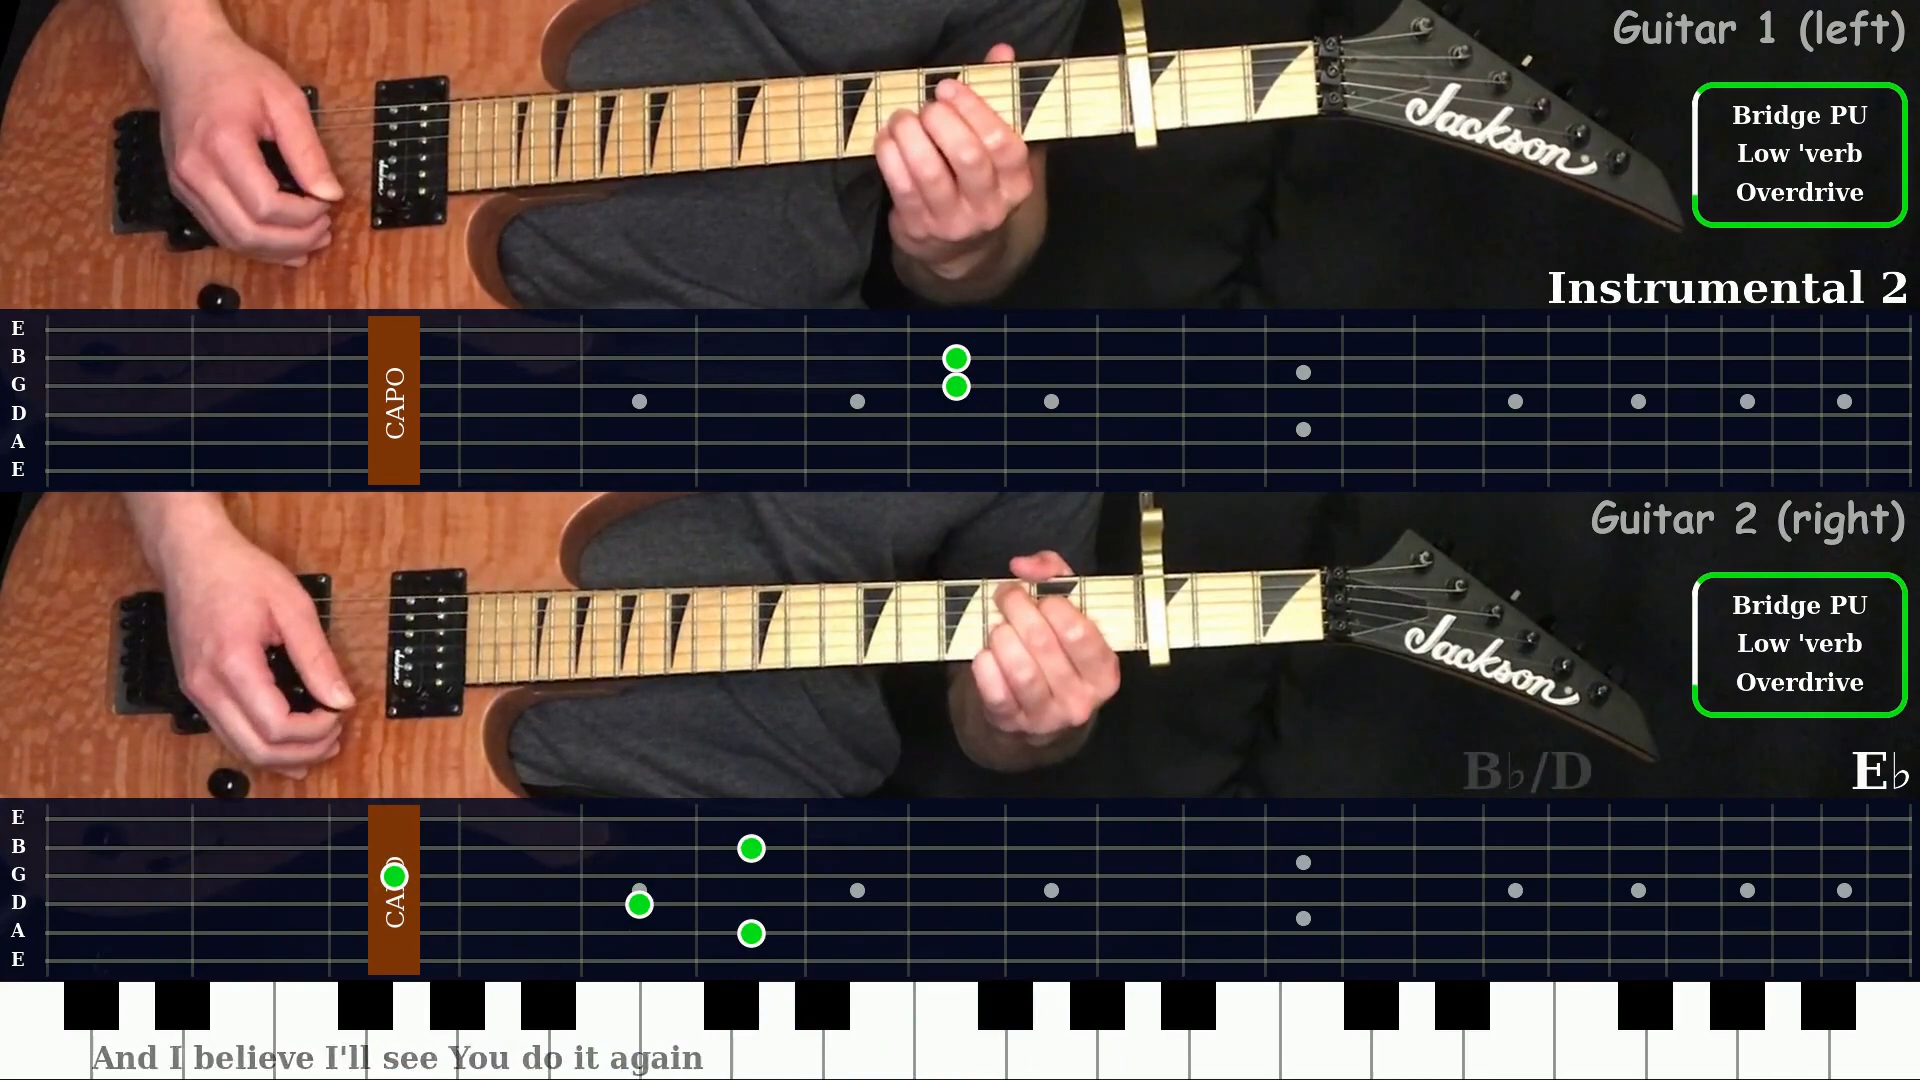 Guitar 1 (left)
Bridge PU
Low 'verb
Overdrive
Jackson
Instrumental 2
E
B
G
D
A
E
CAPO
Guitar 2 (right)
Bridge PU
Low 'verb
Overdrive
Jackson
B♭/D
E♭
E
B
G
D
A
E
And I believe I'll see You do it again